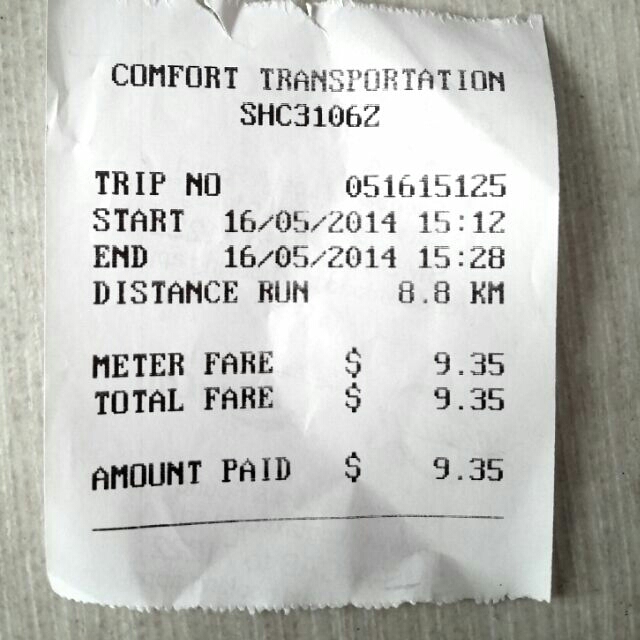 COMFORT TRANSPORTATION
SHC3106Z
TRIP NO 051615125
START 16/05/2014 15:12
END 16/05/2014 15:28
DISTANCE RUN 8.8 KM
METER FARE $ 9.35
TOTAL FARE $ 9.35
AMOUNT PAID $ 9.35